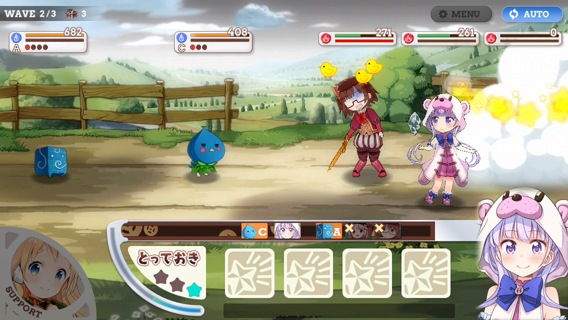 WAVE 2/3 3
MENU
AUTO
682
A
408
C
271
261
0
C
A
とっておき
SUPPORT